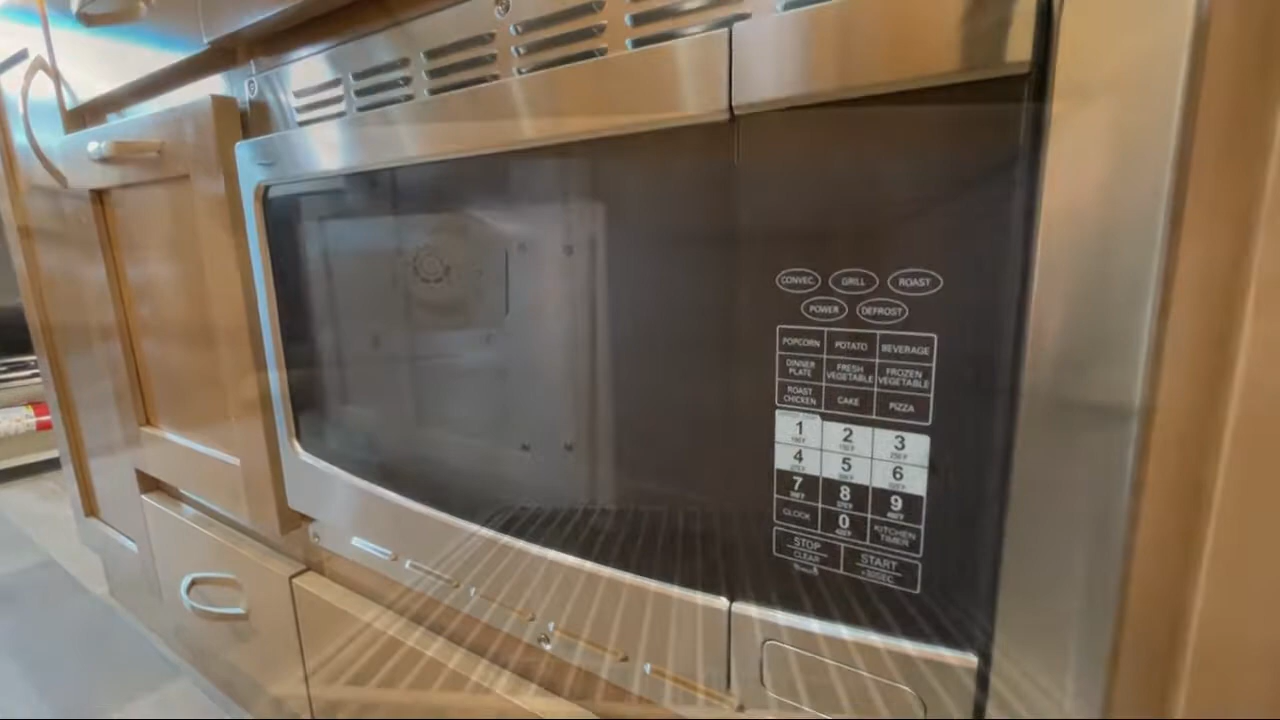 CONVEC. GRILL ROAST
POWER DEFROST
POPCORN POTATO BEVERAGE
DINNER PLATE FRESH VEGETABLE FROZEN VEGETABLE
ROAST CHICKEN CAKE PIZZA
1 2 3
4 5 6
7 8 9
CLOCK 0 KITCHEN TIMER
STOP CLEAR START +30SEC